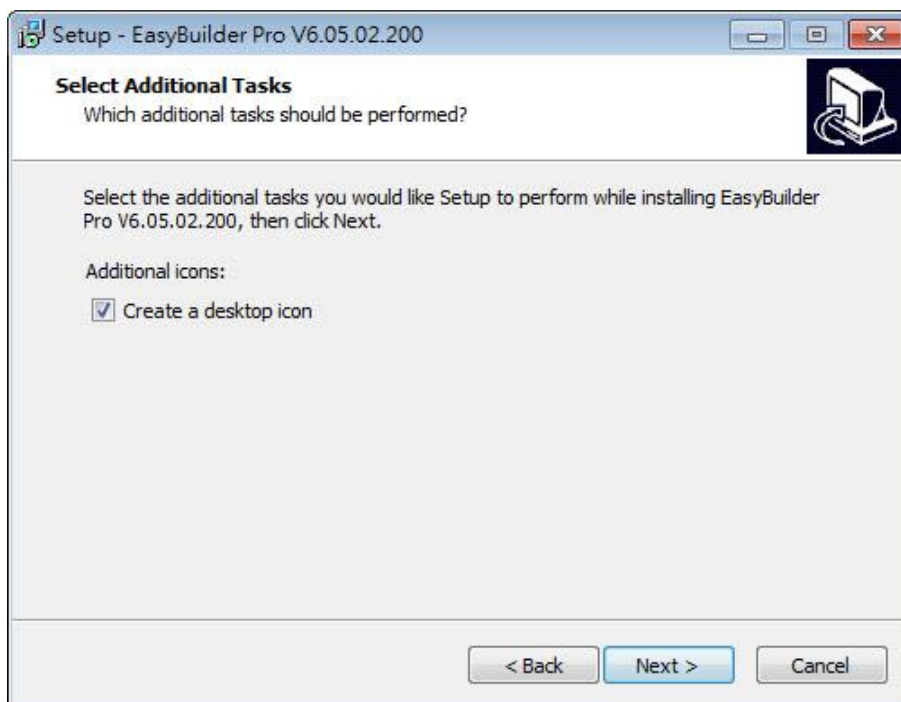 Setup - EasyBuilder Pro V6.05.02.200
Select Additional Tasks
Which additional tasks should be performed?
Select the additional tasks you would like Setup to perform while installing EasyBuilder
Pro V6.05.02.200, then click Next.
Additional icons:
Create a desktop icon
< Back
Next >
Cancel